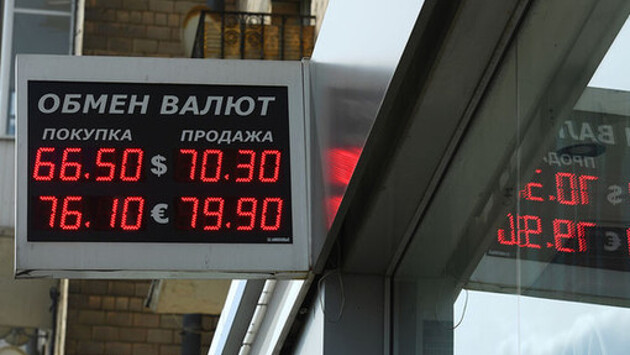 ОБМЕН ВАЛЮТ
ПОКУПКА ПРОДАЖА
66.50 $ 70.30
76.10 € 79.90